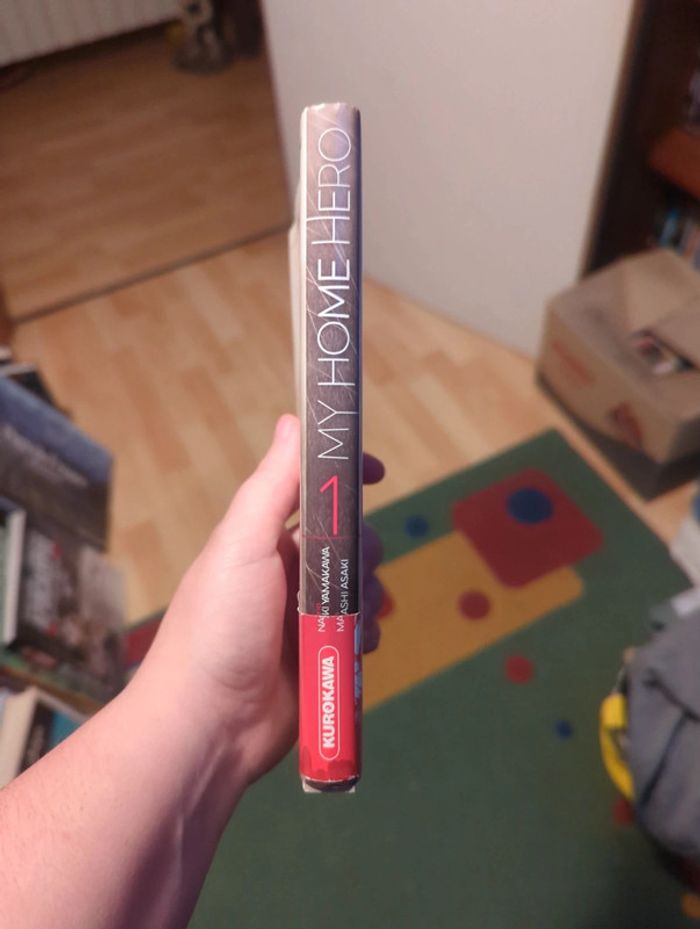 MY HOME HERO
1
NAOKI YAMAKAWA
MASASHI ASAKI
KUROKAWA